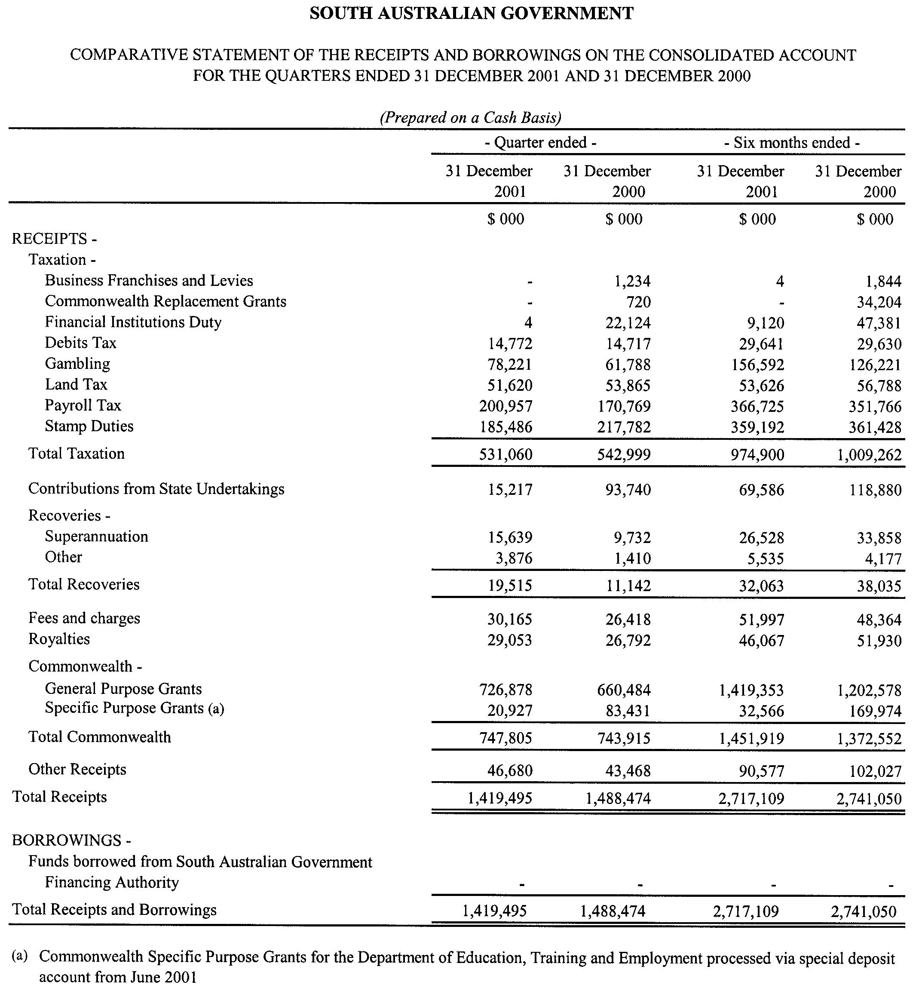 SOUTH AUSTRALIAN GOVERNMENT
COMPARATIVE STATEMENT OF THE RECEIPTS AND BORROWINGS ON THE CONSOLIDATED ACCOUNT
FOR THE QUARTERS ENDED 31 DECEMBER 2001 AND 31 DECEMBER 2000
(Prepared on a Cash Basis)
- Quarter ended - - Six months ended -
31 December 31 December 31 December 31 December
2001 2000 2001 2000
$ 000 $ 000 $ 000 $ 000
RECEIPTS -
Taxation -
Business Franchises and Levies - 1,234 4 1,844
Commonwealth Replacement Grants - 720 - 34,204
Financial Institutions Duty 4 22,124 9,120 47,381
Debits Tax 14,772 14,717 29,641 29,630
Gambling 78,221 61,788 156,592 126,221
Land Tax 51,620 53,865 53,626 56,788
Payroll Tax 200,957 170,769 366,725 351,766
Stamp Duties 185,486 217,782 359,192 361,428
Total Taxation 531,060 542,999 974,900 1,009,262
Contributions from State Undertakings 15,217 93,740 69,586 118,880
Recoveries -
Superannuation 15,639 9,732 26,528 33,858
Other 3,876 1,410 5,535 4,177
Total Recoveries 19,515 11,142 32,063 38,035
Fees and charges 30,165 26,418 51,997 48,364
Royalties 29,053 26,792 46,067 51,930
Commonwealth -
General Purpose Grants 726,878 660,484 1,419,353 1,202,578
Specific Purpose Grants (a) 20,927 83,431 32,566 169,974
Total Commonwealth 747,805 743,915 1,451,919 1,372,552
Other Receipts 46,680 43,468 90,577 102,027
Total Receipts 1,419,495 1,488,474 2,717,109 2,741,050
BORROWINGS -
Funds borrowed from South Australian Government
Financing Authority - - - -
Total Receipts and Borrowings 1,419,495 1,488,474 2,717,109 2,741,050
(a) Commonwealth Specific Purpose Grants for the Department of Education, Training and Employment processed via special deposit
account from June 2001